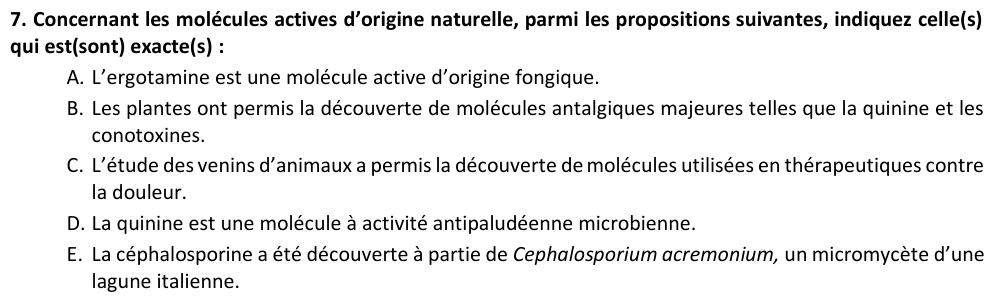 7. Concernant les molécules actives d’origine naturelle, parmi les propositions suivantes, indiquez celle(s)
qui est(sont) exacte(s) :
A. L’ergotamine est une molécule active d’origine fongique.
B. Les plantes ont permis la découverte de molécules antalgiques majeures telles que la quinine et les
conotoxines.
C. L’étude des venins d’animaux a permis la découverte de molécules utilisées en thérapeutiques contre
la douleur.
D. La quinine est une molécule à activité antipaludéenne microbienne.
E. La céphalosporine a été découverte à partie de Cephalosporium acremonium, un micromycète d’une
lagune italienne.